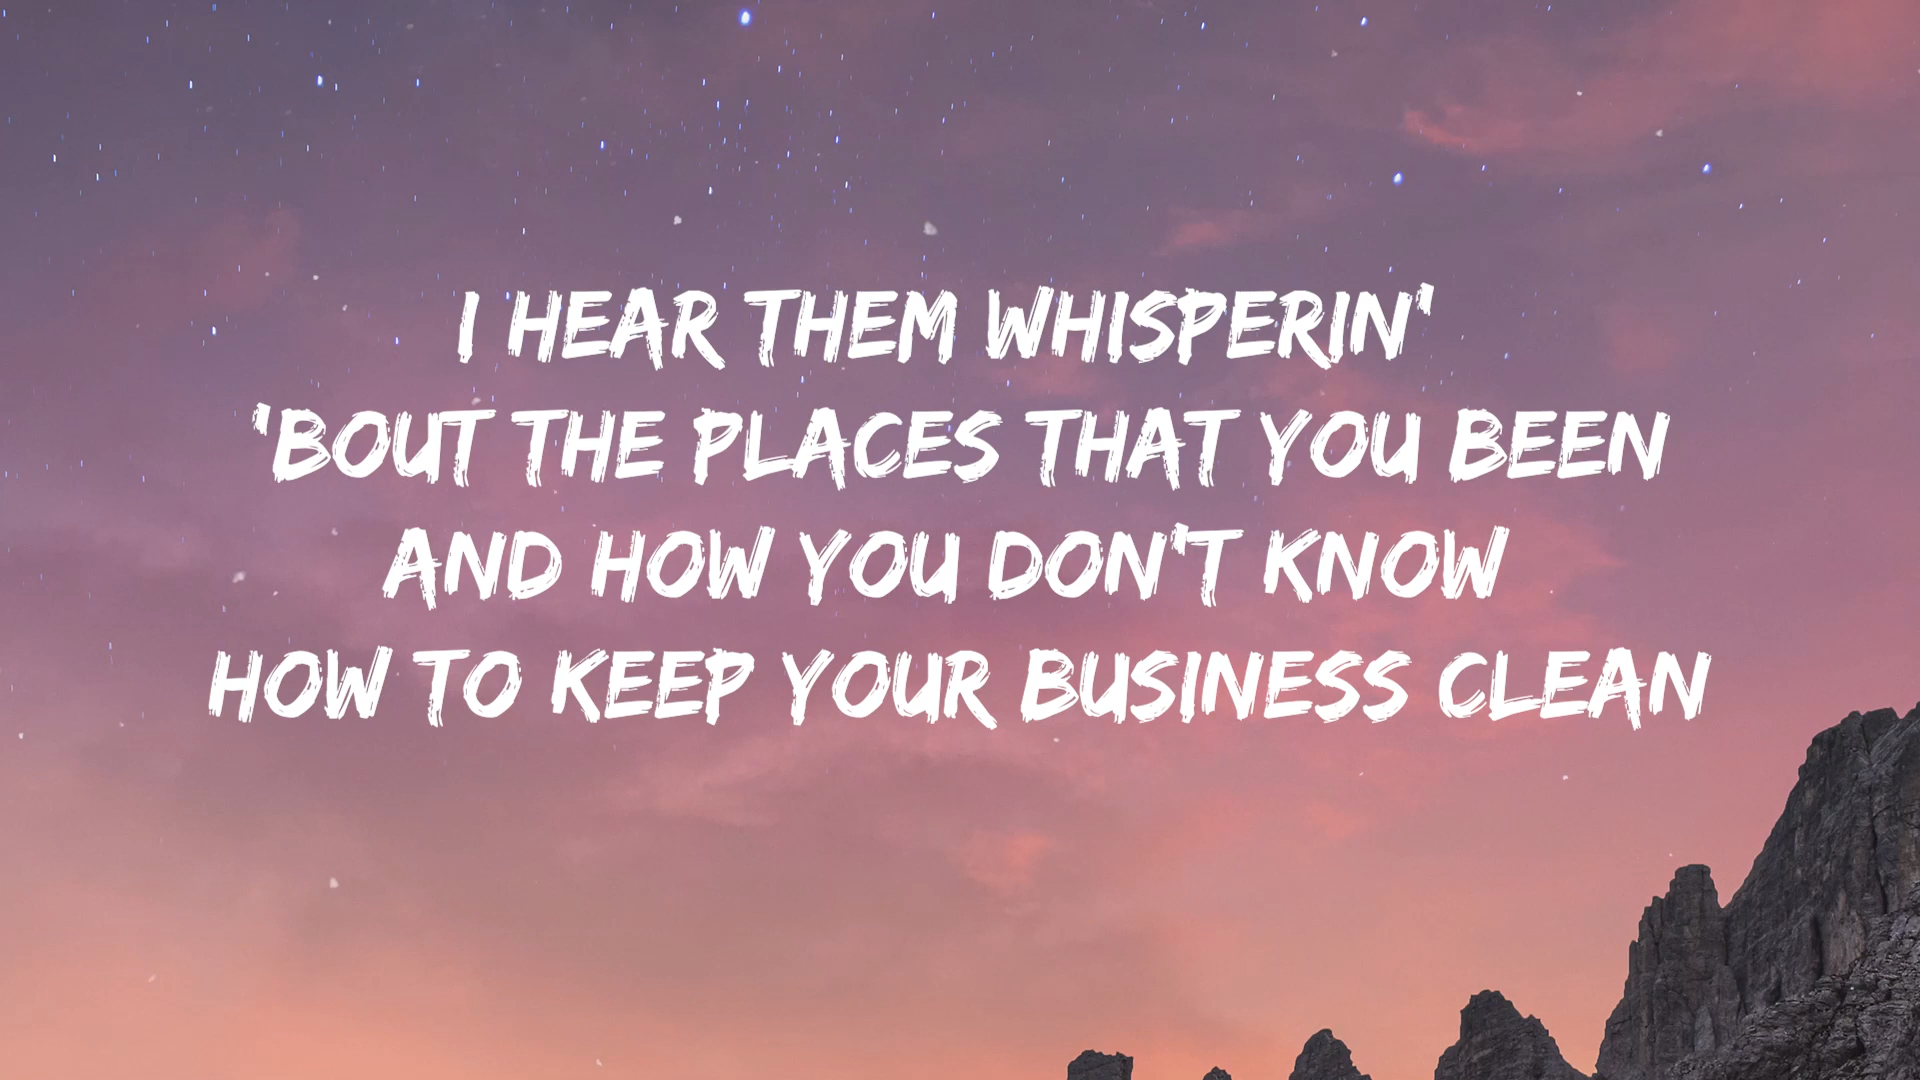 I HEAR THEM WHISPERIN'
'BOUT THE PLACES THAT YOU BEEN
AND HOW YOU DON'T KNOW
HOW TO KEEP YOUR BUSINESS CLEAN